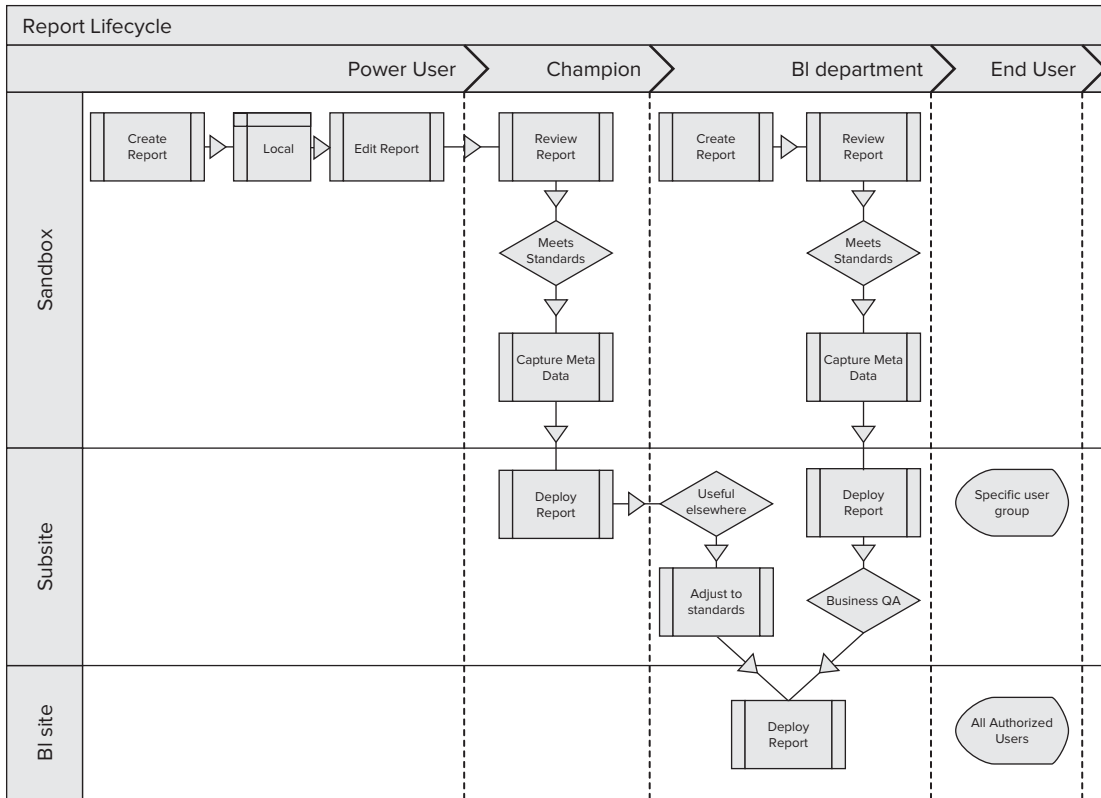 Report Lifecycle
Power User
Champion
BI department
End User
Sandbox
Create
Report
Local
Edit Report
Review
Report
Create
Report
Review
Report
Meets
Standards
Meets
Standards
Capture Meta
Data
Capture Meta
Data
Subsite
Deploy
Report
Useful
elsewhere
Deploy
Report
Specific user
group
Adjust to
standards
Business QA
BI site
Deploy
Report
All Authorized
Users